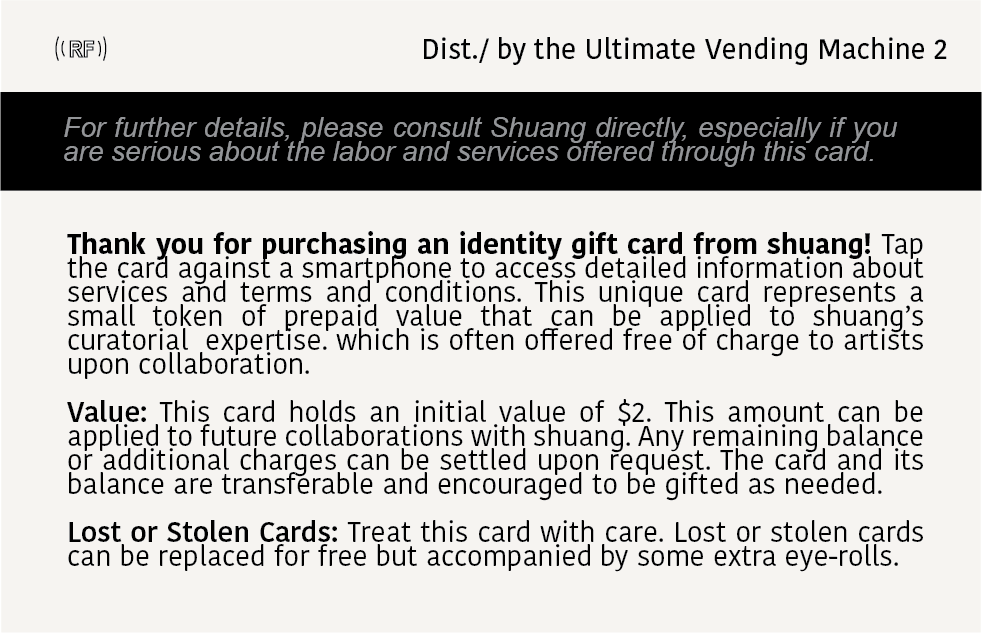 ((RF))
Dist./ by the Ultimate Vending Machine 2
For further details, please consult Shuang directly, especially if you
are serious about the labor and services offered through this card.
Thank you for purchasing an identity gift card from shuang! Tap
the card against a smartphone to access detailed information about
services and terms and conditions. This unique card represents a
small token of prepaid value that can be applied to shuang’s
curatorial expertise. which is often offered free of charge to artists
upon collaboration.
Value: This card holds an initial value of $2. This amount can be
applied to future collaborations with shuang. Any remaining balance
or additional charges can be settled upon request. The card and its
balance are transferable and encouraged to be gifted as needed.
Lost or Stolen Cards: Treat this card with care. Lost or stolen cards
can be replaced for free but accompanied by some extra eye-rolls.